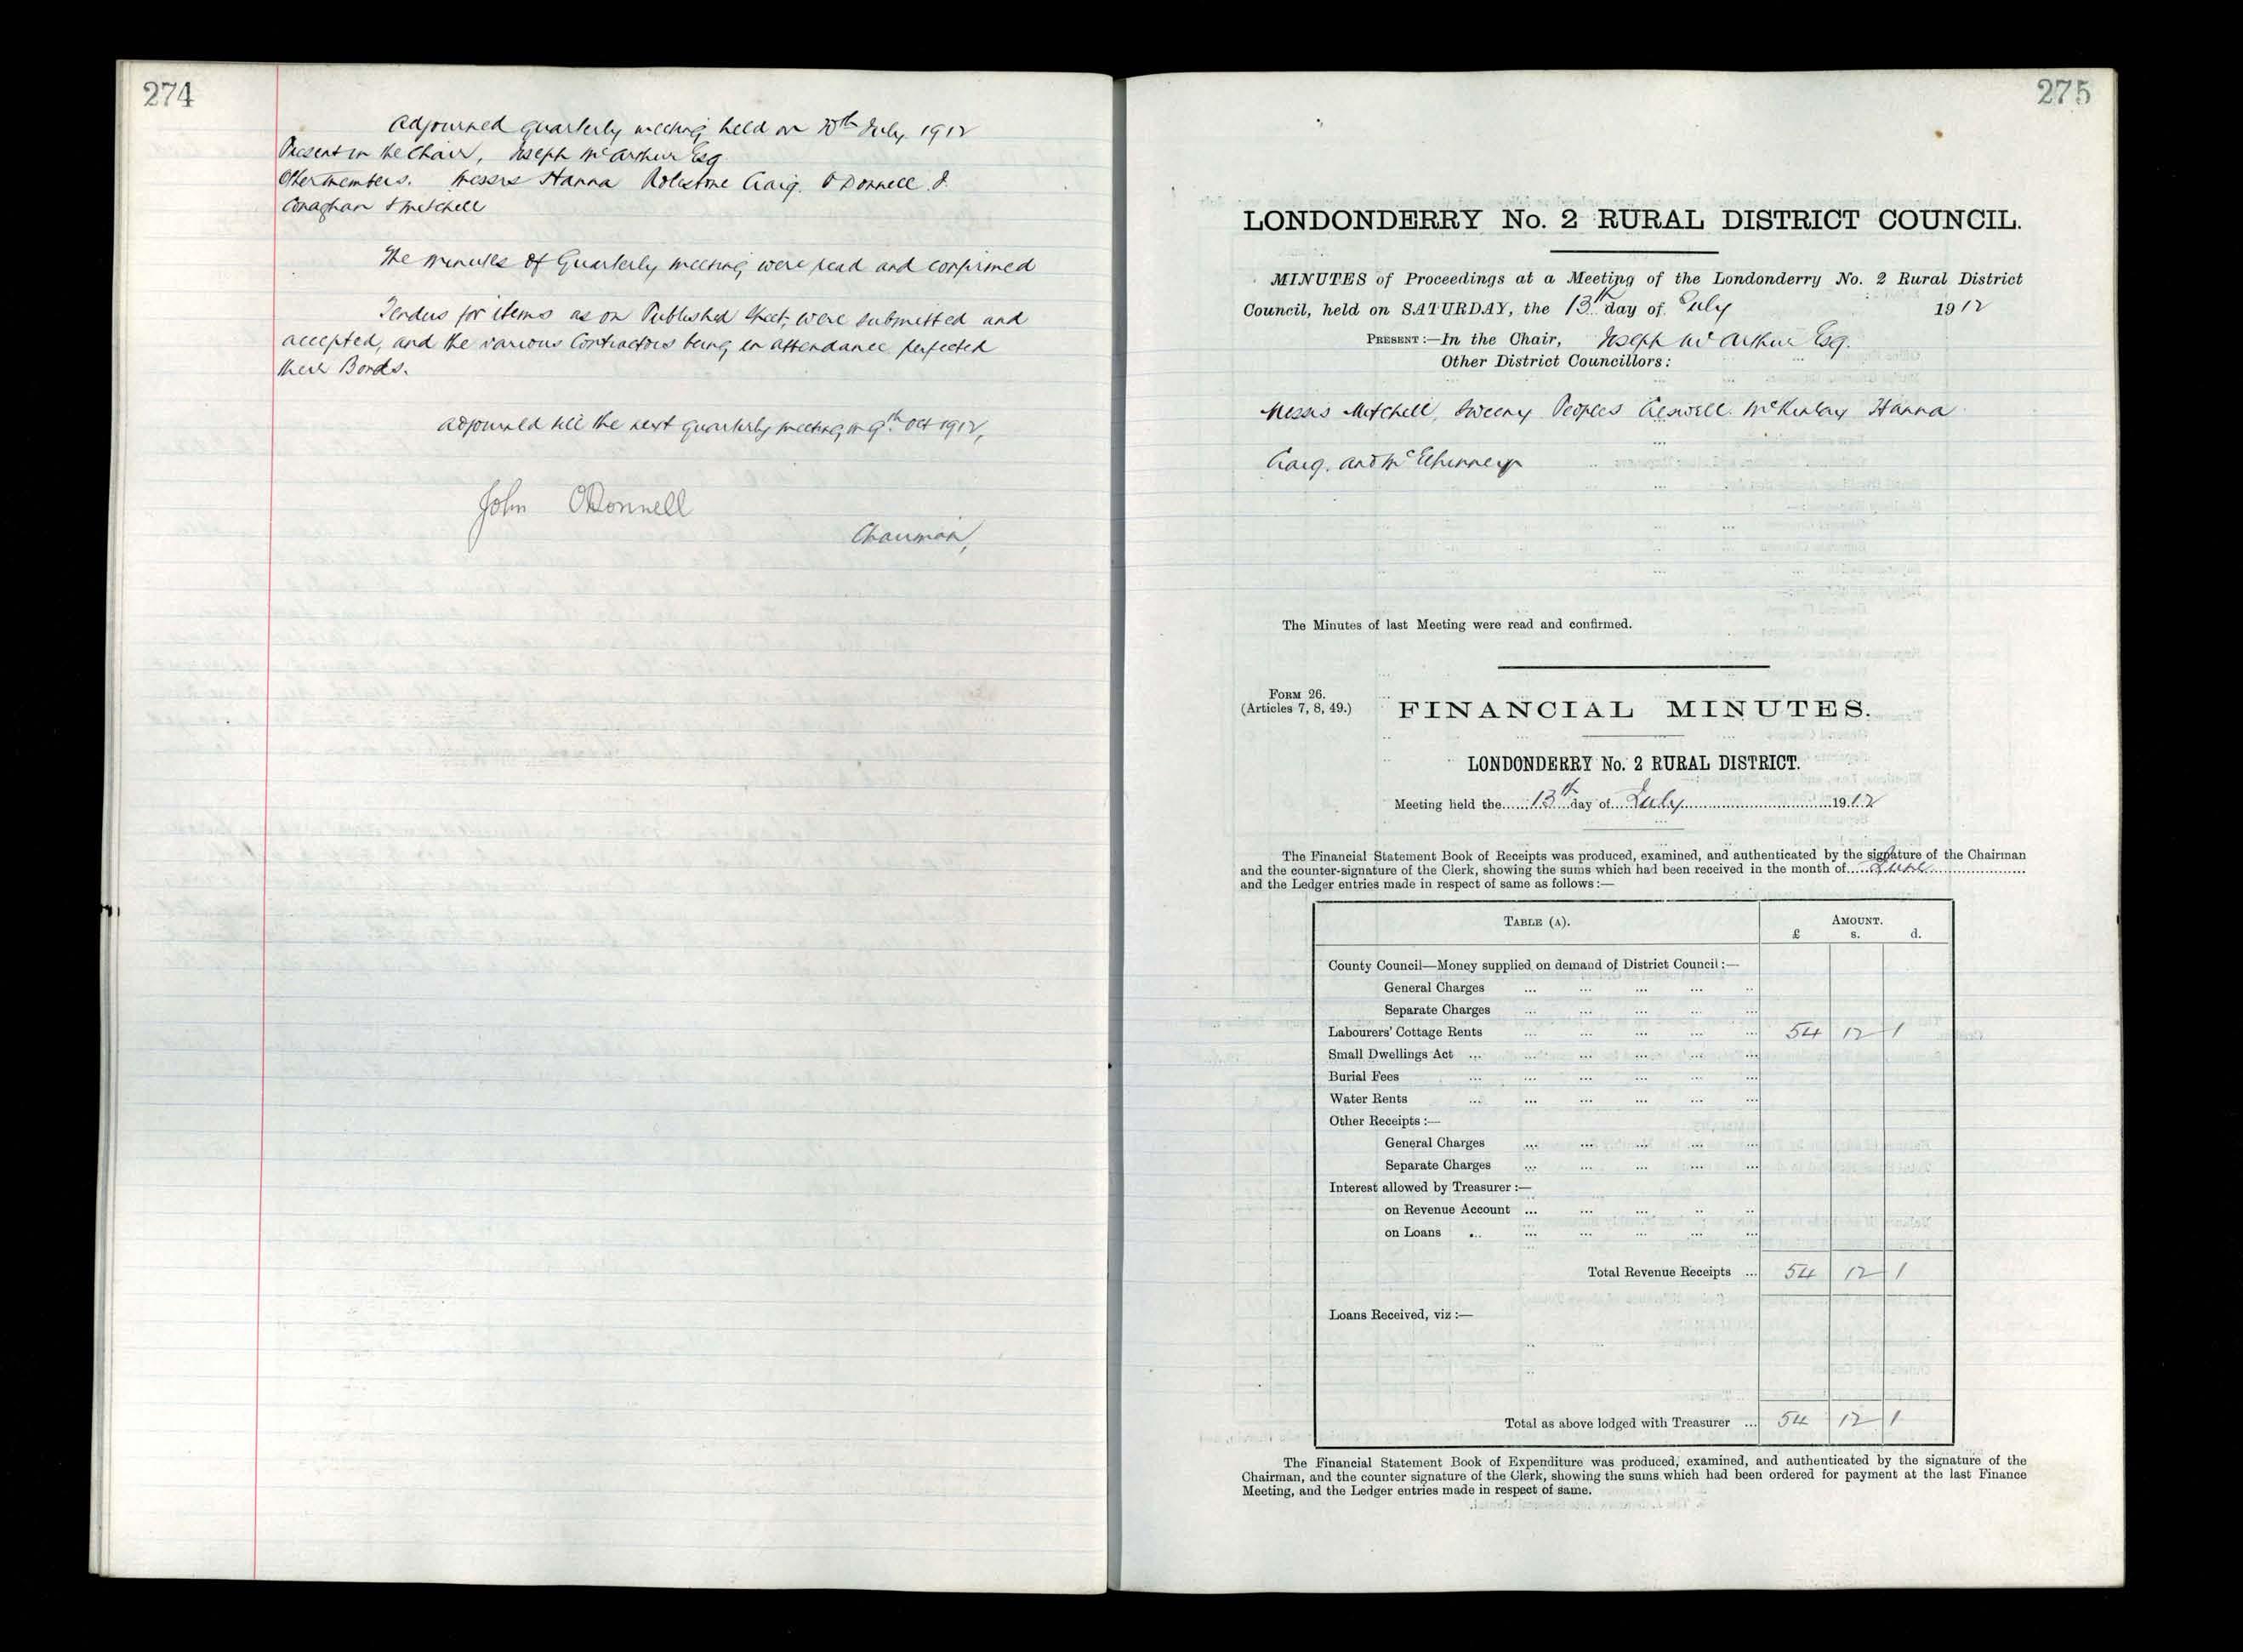 274
Adjourned quarterly meeting held on 20th July 1912
Present in the Chair, Joseph McArthur Esq
Other members. Messrs Hanna Rolestone Craig. O'Donnell J.
Conaghan & Mitchell
The minutes of Quarterly meeting were read and confirmed
Tenders for items as on Published sheet, were submitted and
accepted, and the various Contractors being in attendance perfected
their Bonds.
Adjourned till the next quarterly meeting on 9th Oct 1912,
John O'Donnell
Chairman,
275
LONDONDERRY No. 2 RURAL DISTRICT COUNCIL.
MINUTES of Proceedings at a Meeting of the Londonderry No. 2 Rural District
Council, held on SATURDAY, the 13th day of July 1912
PRESENT:—In the Chair, Joseph McArthur Esq.
Other District Councillors:
Messrs Mitchell, Sweeny Peoples McKinlay Hanna
Craig. and McElhinney
The Minutes of last Meeting were read and confirmed.
FORM 26.
(Articles 7, 8, 49.)
FINANCIAL MINUTES.
LONDONDERRY No. 2 RURAL DISTRICT.
Meeting held the 13th day of July 1912
The Financial Statement Book of Receipts was produced, examined, and authenticated by the signature of the Chairman
and the counter-signature of the Clerk, showing the sums which had been received in the month of June
and the Ledger entries made in respect of same as follows:—
TABLE (A). AMOUNT.
£ s. d.
County Council—Money supplied on demand of District Council:—
General Charges
Separate Charges
Labourers' Cottage Rents 54 12 1
Small Dwellings Act
Burial Fees
Water Rents
Other Receipts:—
General Charges
Separate Charges
Interest allowed by Treasurer:—
on Revenue Account
on Loans
Total Revenue Receipts 54 12 1
Loans Received, viz:—
Total as above lodged with Treasurer 54 12 1
The Financial Statement Book of Expenditure was produced, examined, and authenticated by the signature of the
Chairman, and the counter signature of the Clerk, showing the sums which had been ordered for payment at the last Finance
Meeting, and the Ledger entries made in respect of same.